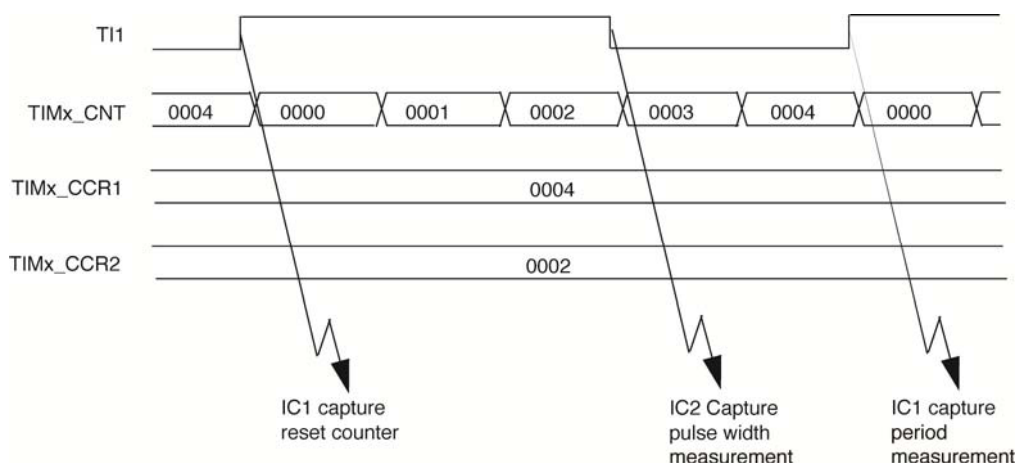 TI1
TIMx_CNT 0004 0000 0001 0002 0003 0004 0000
TIMx_CCR1 0004
TIMx_CCR2 0002
IC1 capture
reset counter
IC2 Capture
pulse width
measurement
IC1 capture
period
measurement